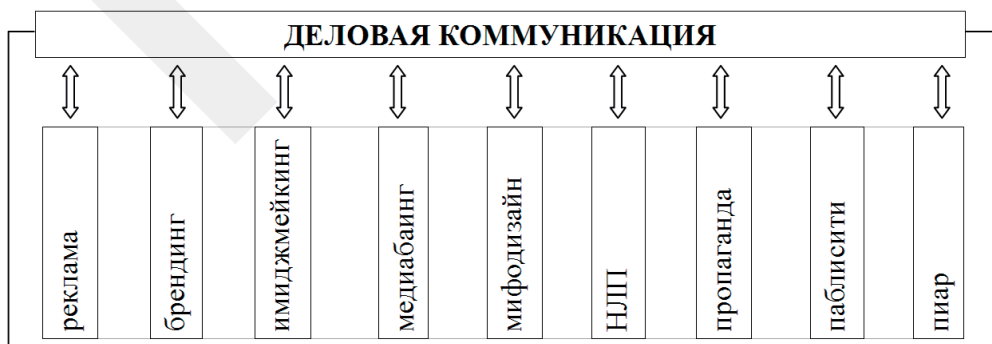 ДЕЛОВАЯ КОММУНИКАЦИЯ
реклама
брендинг
имиджмейкинг
медиабаинг
мифодизайн
НЛП
пропаганда
паблисити
пиар